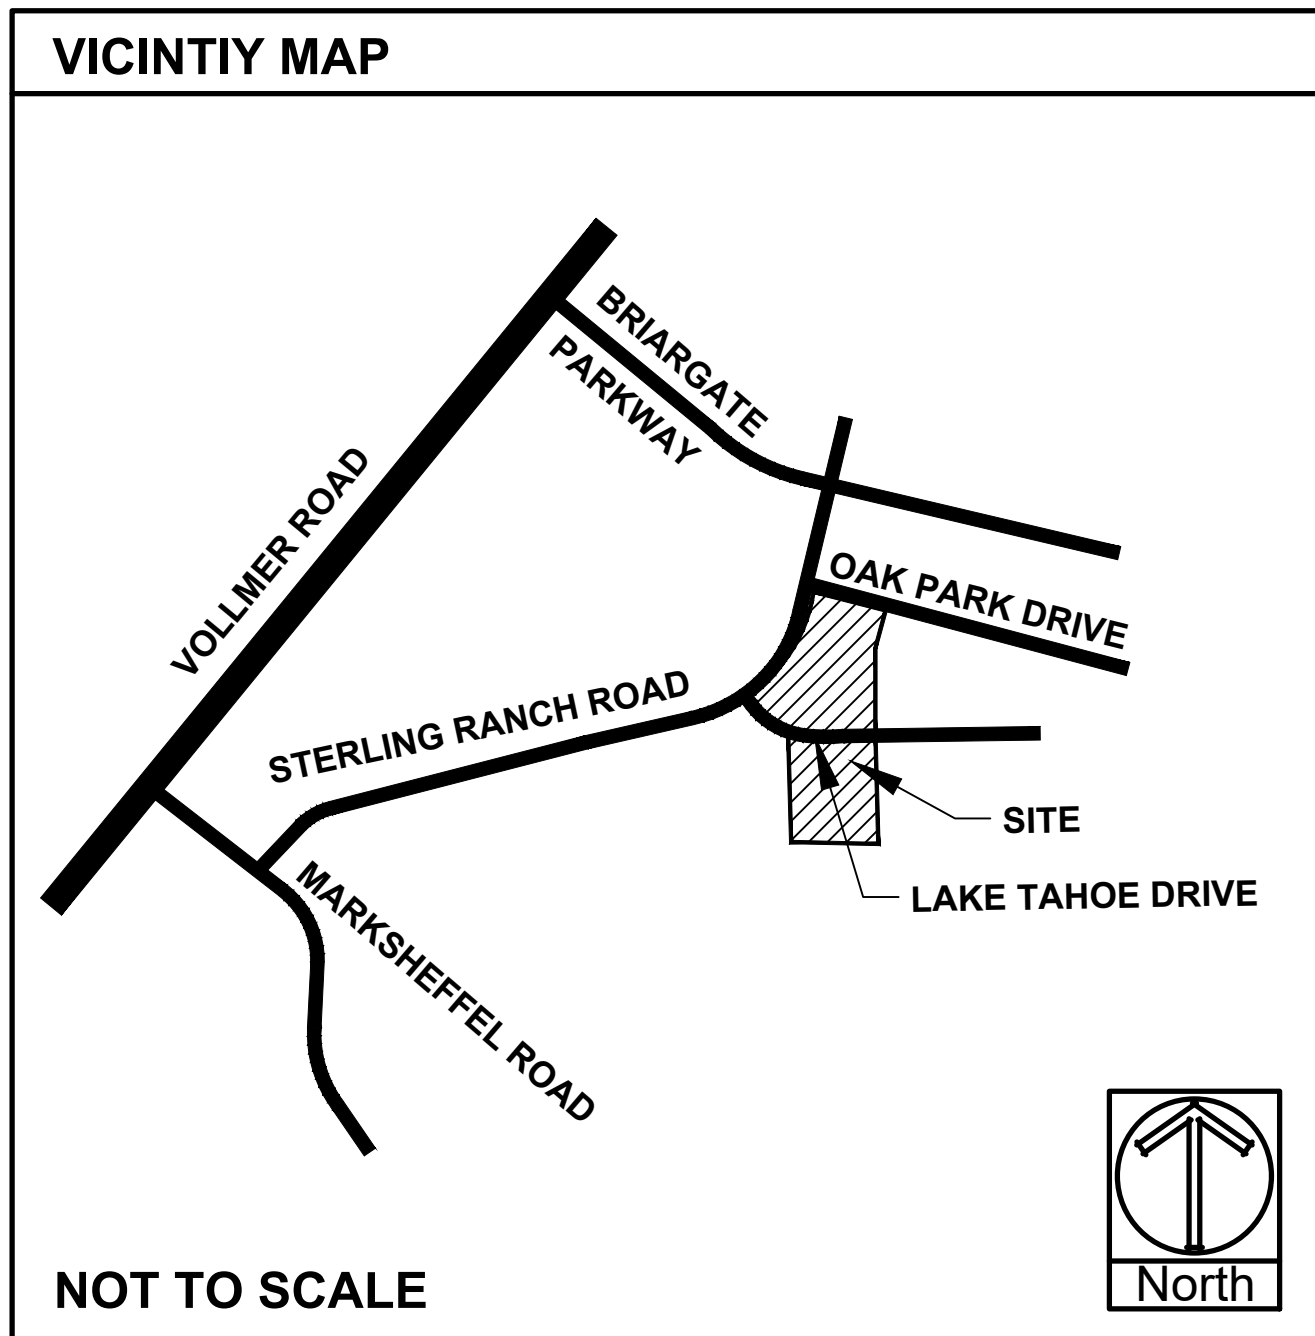 VICINTIY MAP
BRIARGATE
PARKWAY
VOLLMER ROAD
OAK PARK DRIVE
STERLING RANCH ROAD
SITE
LAKE TAHOE DRIVE
MARKSHEFFEL ROAD
NOT TO SCALE
North